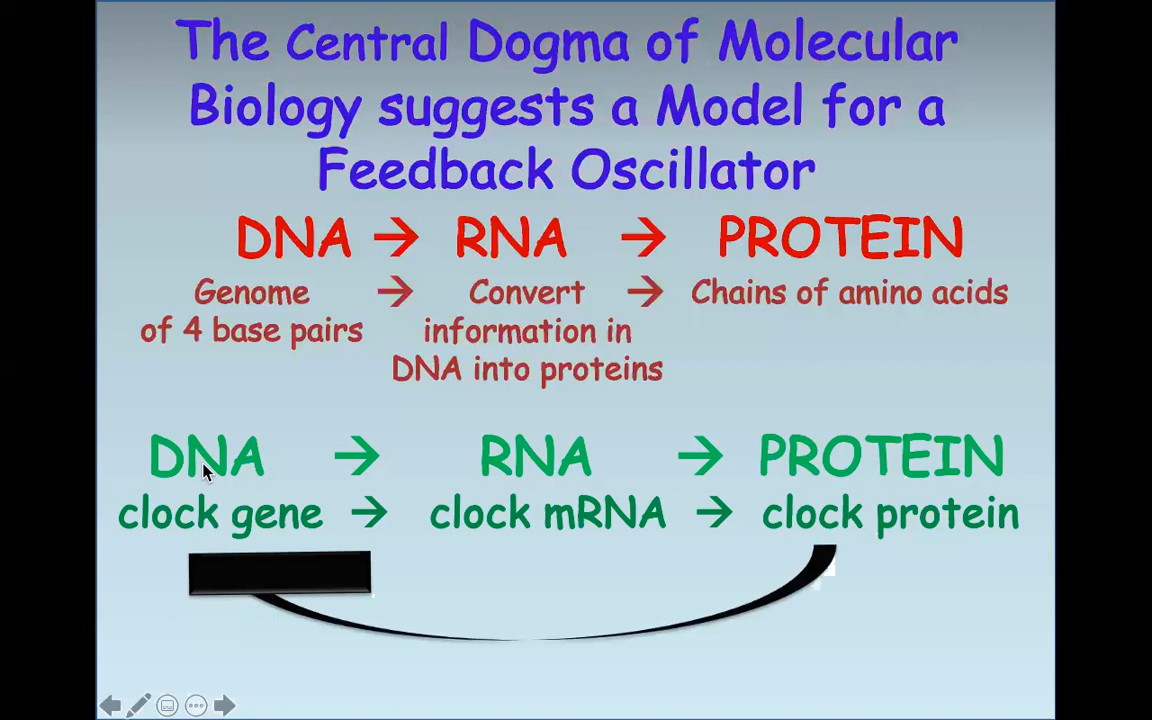 The Central Dogma of Molecular
Biology suggests a Model for a
Feedback Oscillator
DNA → RNA → PROTEIN
Genome → Convert → Chains of amino acids
of 4 base pairs information in
DNA into proteins
DNA → RNA → PROTEIN
clock gene → clock mRNA → clock protein